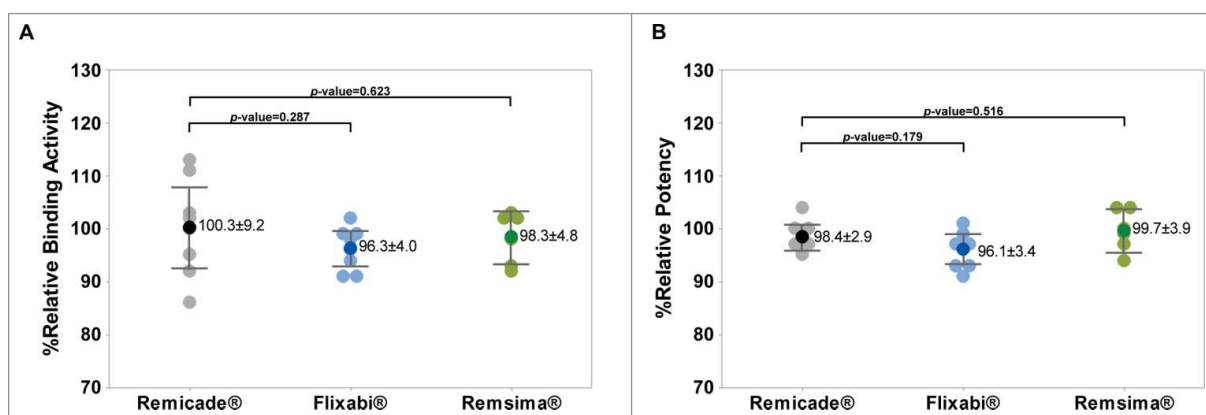 A
%Relative Binding Activity
130
120
110
100
90
80
70
p-value=0.623
p-value=0.287
100.3±9.2
96.3±4.0
98.3±4.8
Remicade®
Flixabi®
Remsima®
B
%Relative Potency
130
120
110
100
90
80
70
p-value=0.516
p-value=0.179
98.4±2.9
96.1±3.4
99.7±3.9
Remicade®
Flixabi®
Remsima®